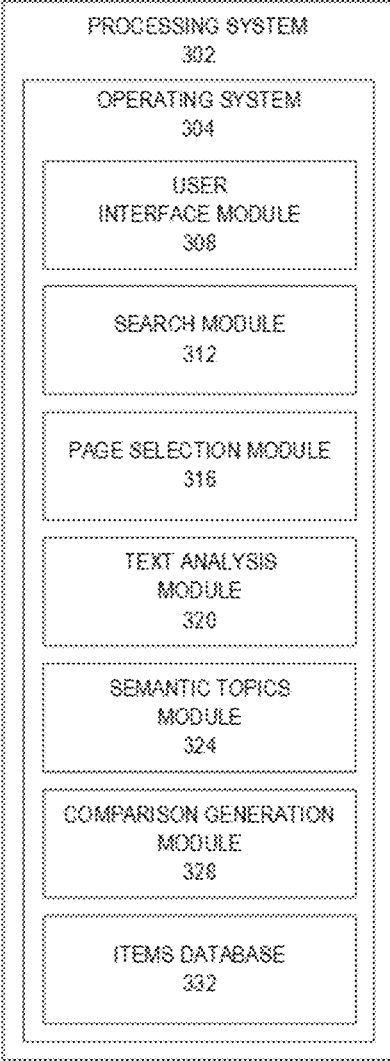 PROCESSING SYSTEM
302
OPERATING SYSTEM
304
USER
INTERFACE MODULE
308
SEARCH MODULE
312
PAGE SELECTION MODULE
316
TEXT ANALYSIS
MODULE
320
SEMANTIC TOPICS
MODULE
324
COMPARISON GENERATION
MODULE
328
ITEMS DATABASE
332